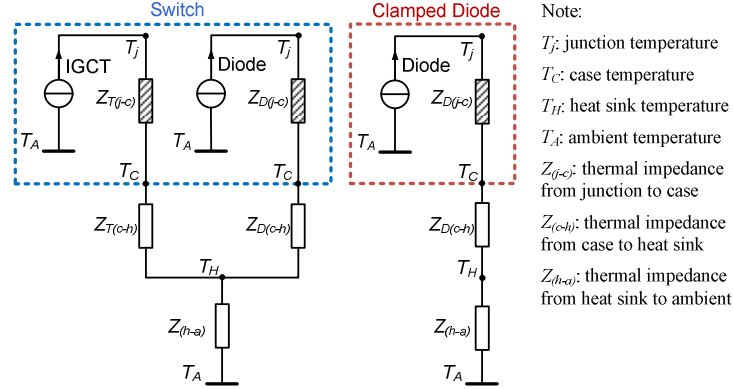 Switch
IGCT
Tj
ZT(j-c)
TA
TC
ZT(c-h)
Diode
Tj
ZD(j-c)
TA
TC
ZD(c-h)
TH
Z(h-a)
TA
Clamped Diode
Diode
Tj
ZD(j-c)
TA
TC
ZD(c-h)
TH
Z(h-a)
TA
Note:
Tj: junction temperature
TC: case temperature
TH: heat sink temperature
TA: ambient temperature
Z(j-c): thermal impedance
from junction to case
Z(c-h): thermal impedance
from case to heat sink
Z(h-a): thermal impedance
from heat sink to ambient